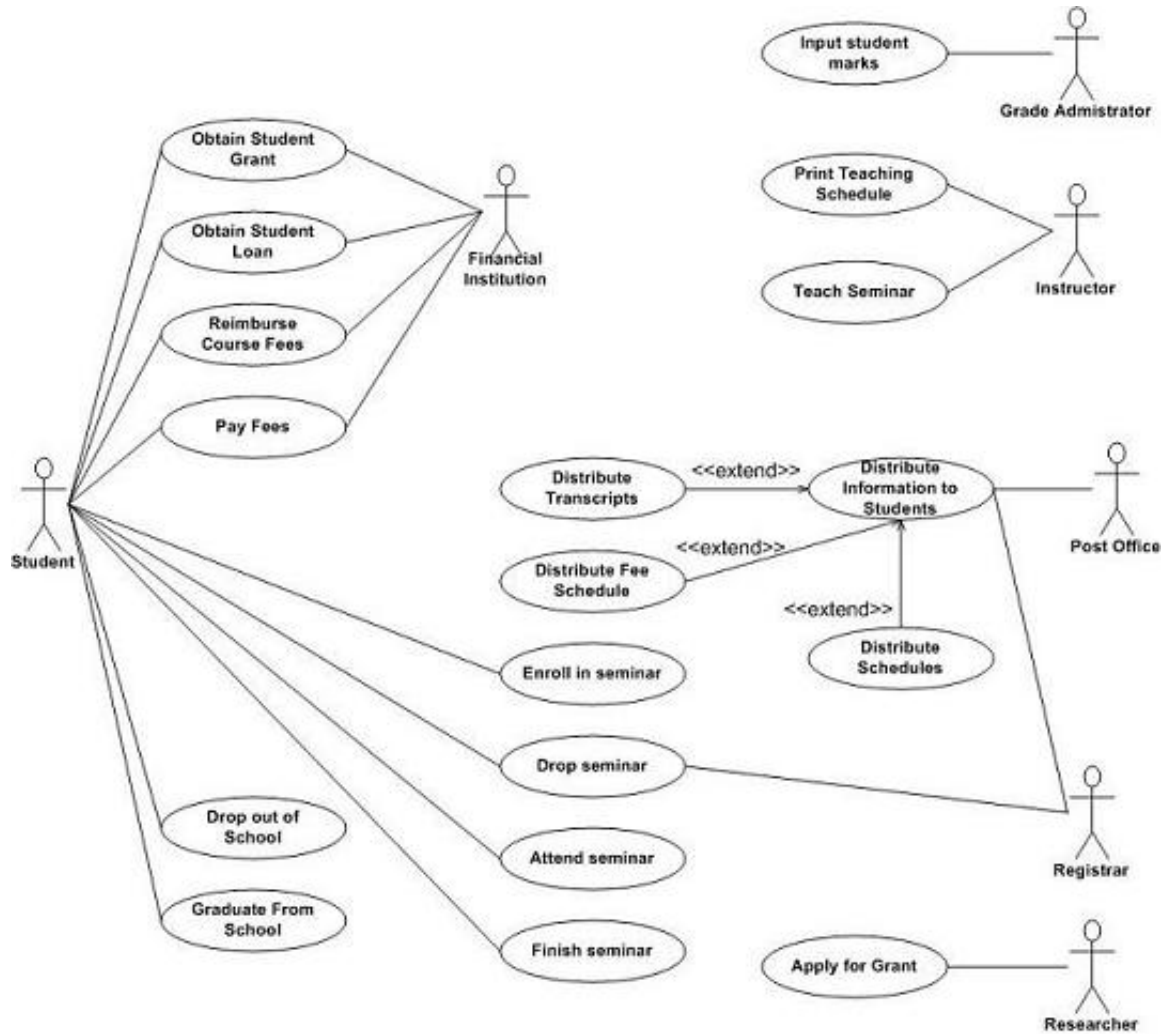 Input student
marks
Grade Admistrator
Obtain Student
Grant
Print Teaching
Schedule
Obtain Student
Loan
Financial
Institution
Teach Seminar
Instructor
Reimburse
Course Fees
Pay Fees
Student
Distribute
Transcripts
<<extend>>
Distribute
Information to
Students
Post Office
<<extend>>
Distribute Fee
Schedule
<<extend>>
Distribute
Schedules
Enroll in seminar
Drop seminar
Registrar
Drop out of
School
Attend seminar
Graduate From
School
Finish seminar
Apply for Grant
Researcher